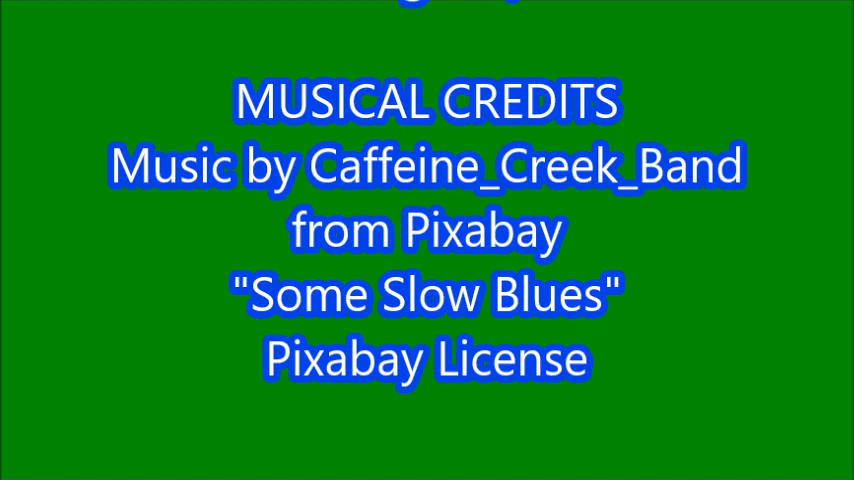 MUSICAL CREDITS
Music by Caffeine_Creek_Band
from Pixabay
"Some Slow Blues"
Pixabay License